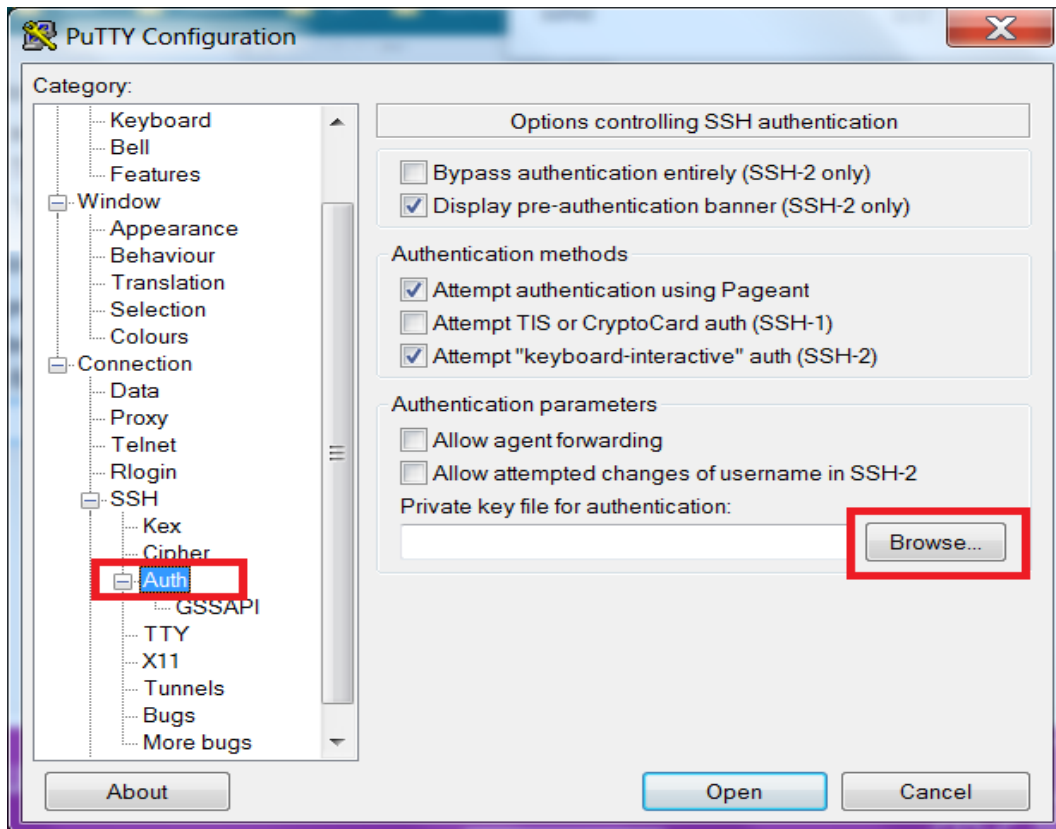 PuTTY Configuration
Category:
Keyboard
Bell
Features
Window
Appearance
Behaviour
Translation
Selection
Colours
Connection
Data
Proxy
Telnet
Rlogin
SSH
Kex
Cipher
Auth
GSSAPI
TTY
X11
Tunnels
Bugs
More bugs
Options controlling SSH authentication
Bypass authentication entirely (SSH-2 only)
Display pre-authentication banner (SSH-2 only)
Authentication methods
Attempt authentication using Pageant
Attempt TIS or CryptoCard auth (SSH-1)
Attempt "keyboard-interactive" auth (SSH-2)
Authentication parameters
Allow agent forwarding
Allow attempted changes of username in SSH-2
Private key file for authentication:
Browse...
About
Open
Cancel